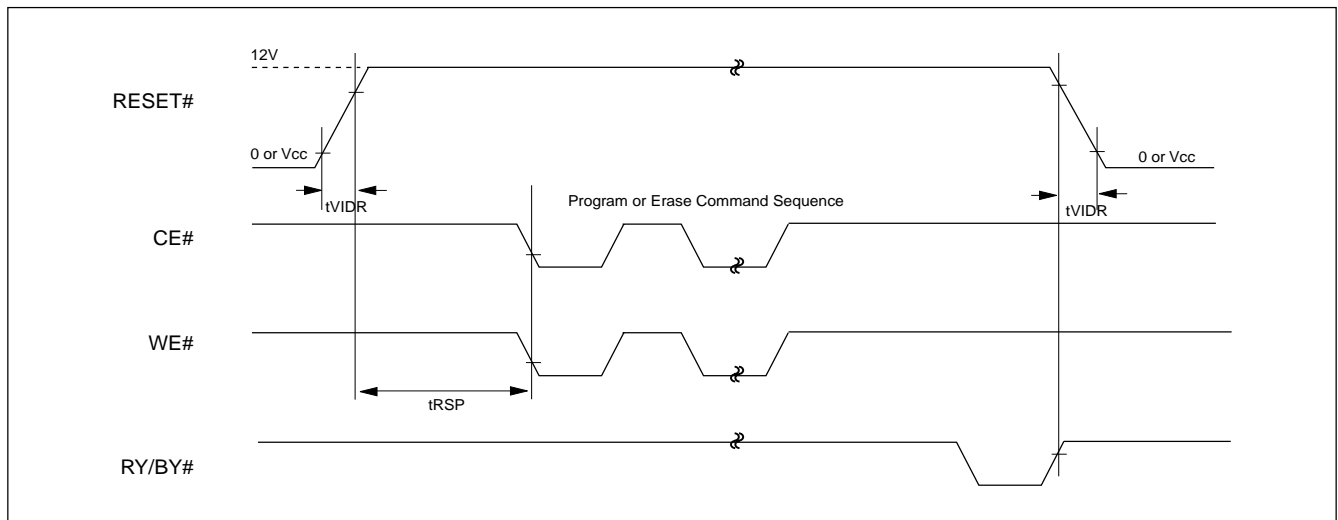 12V
RESET#
0 or Vcc
0 or Vcc
tVIDR
tVIDR
Program or Erase Command Sequence
CE#
WE#
tRSP
RY/BY#